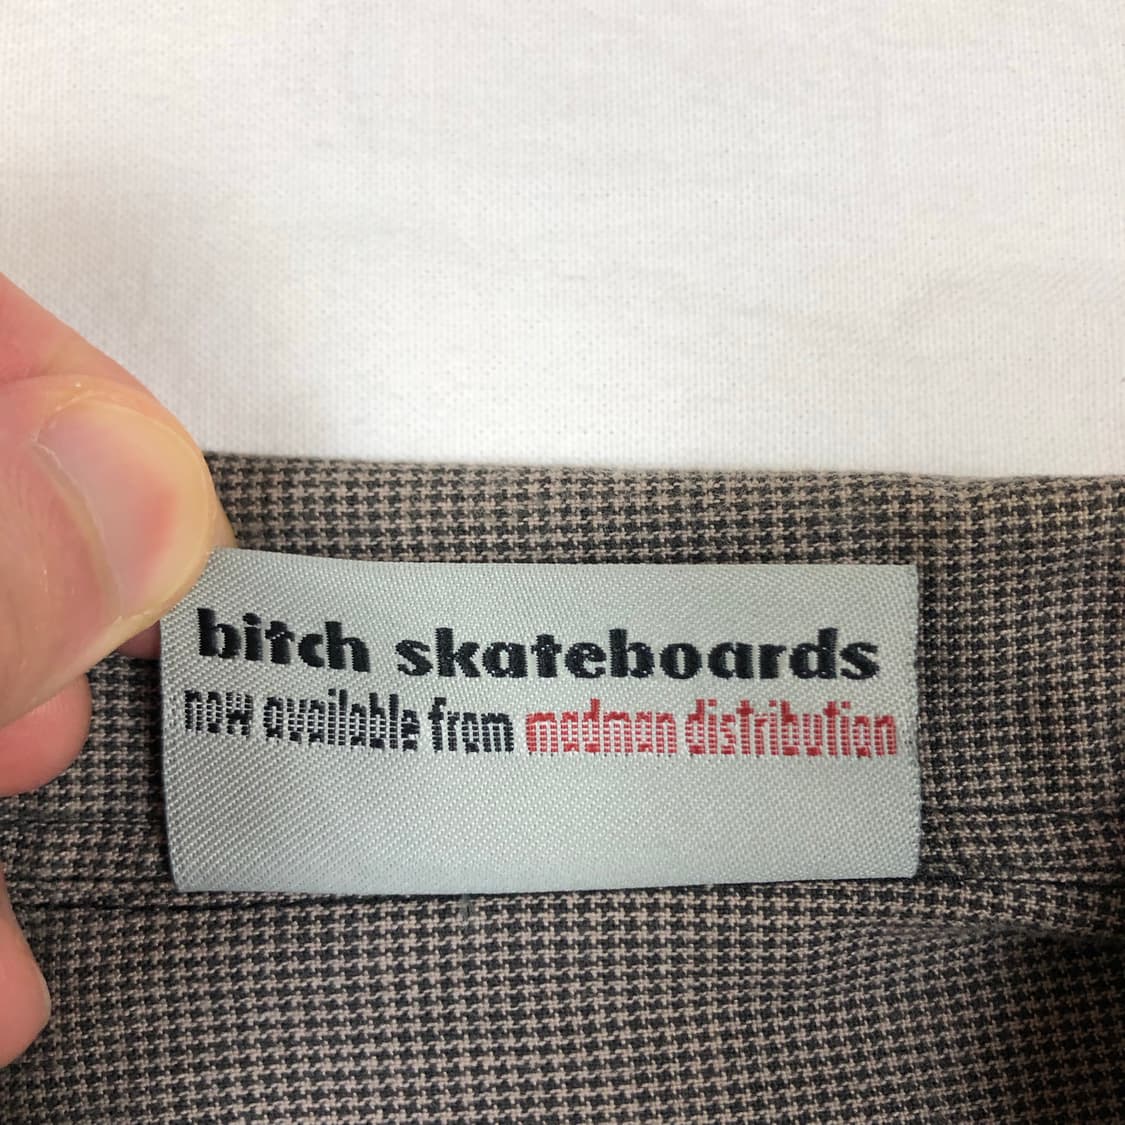 bitch skateboards
now available from madman distribution